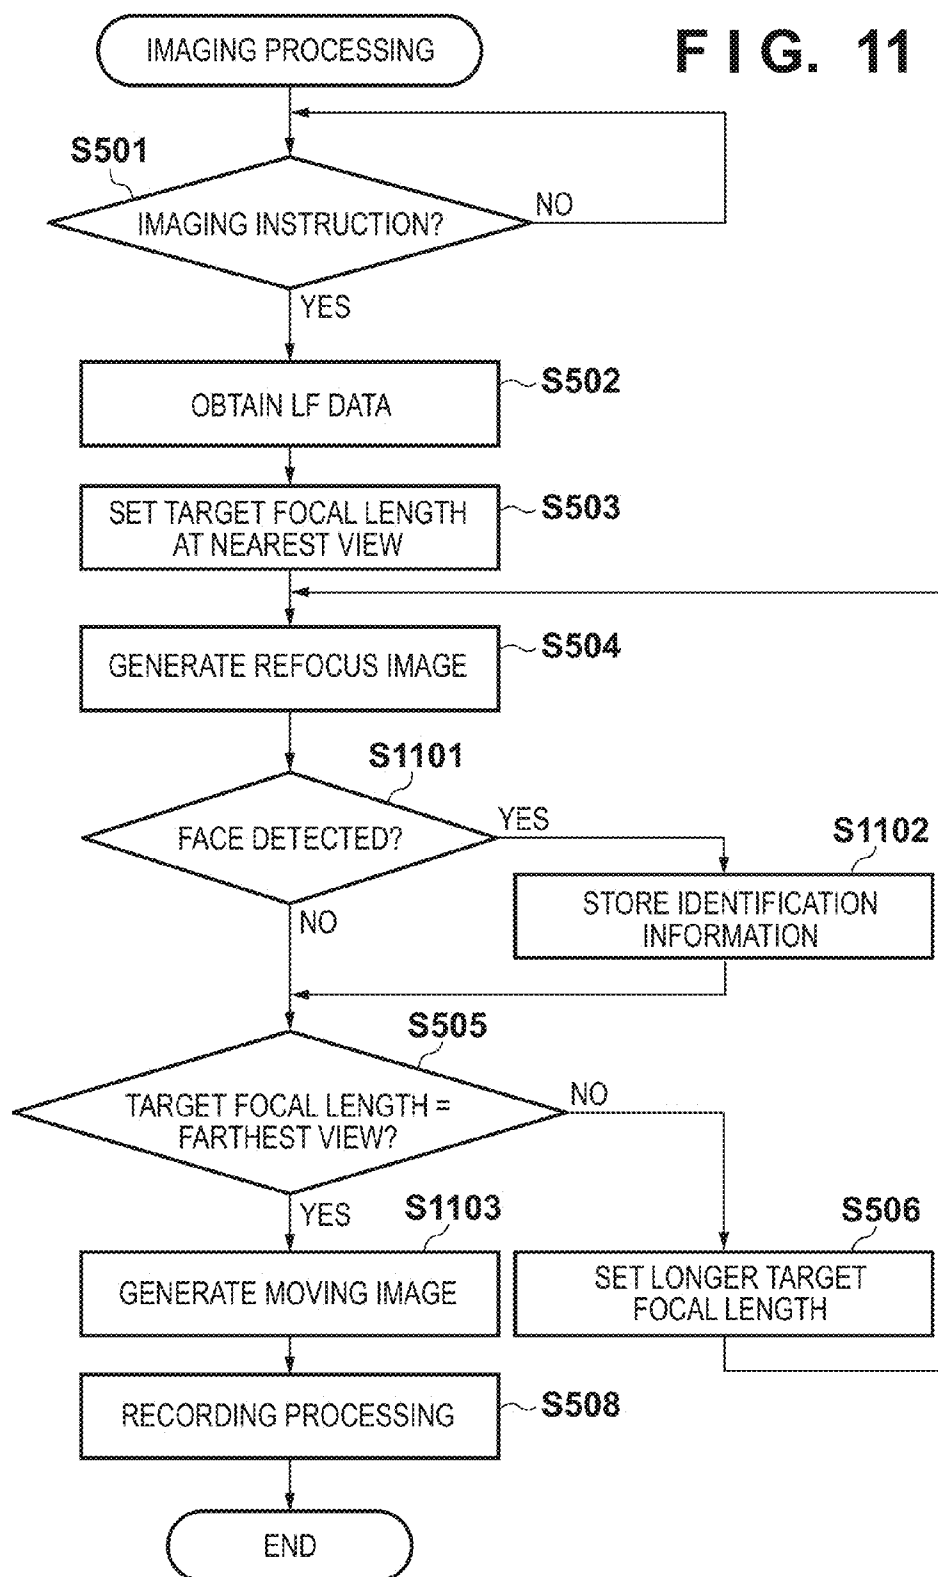 IMAGING PROCESSING
FIG. 11
S501
IMAGING INSTRUCTION?
NO
YES
S502
OBTAIN LF DATA
S503
SET TARGET FOCAL LENGTH
AT NEAREST VIEW
S504
GENERATE REFOCUS IMAGE
S1101
FACE DETECTED?
YES
S1102
STORE IDENTIFICATION
INFORMATION
NO
S505
TARGET FOCAL LENGTH =
FARTHEST VIEW?
NO
YES
S1103
GENERATE MOVING IMAGE
S506
SET LONGER TARGET
FOCAL LENGTH
RECORDING PROCESSING
S508
END